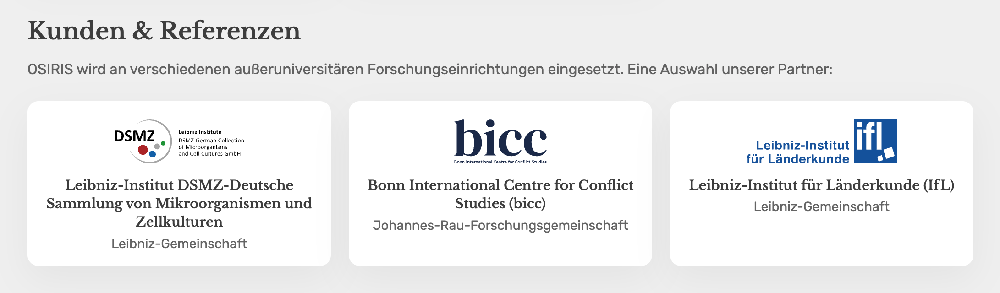 Kunden & Referenzen
OSIRIS wird an verschiedenen außeruniversitären Forschungseinrichtungen eingesetzt. Eine Auswahl unserer Partner:
DSMZ
Leibniz Institute
DSMZ-German Collection
of Microorganisms
and Cell Cultures GmbH
Leibniz-Institut DSMZ-Deutsche
Sammlung von Mikroorganismen und
Zellkulturen
Leibniz-Gemeinschaft
bicc
Bonn International Centre for Conflict Studies
Bonn International Centre for Conflict
Studies (bicc)
Johannes-Rau-Forschungsgemeinschaft
Leibniz-Institut
für Länderkunde
ifl
Leibniz-Institut für Länderkunde (IfL)
Leibniz-Gemeinschaft